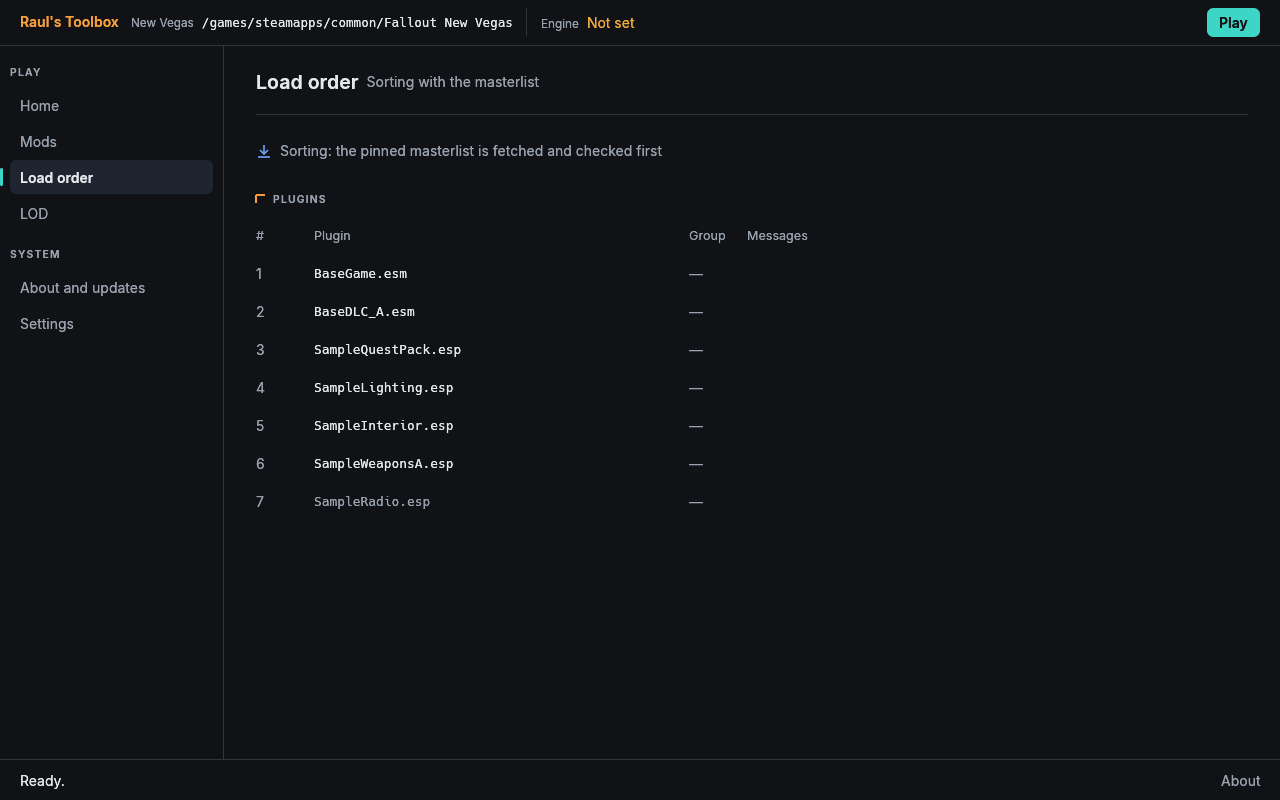 Raul's Toolbox New Vegas /games/steamapps/common/Fallout New Vegas Engine Not set Play
PLAY
Home
Mods
Load order
LOD
SYSTEM
About and updates
Settings
Load order Sorting with the masterlist
Sorting: the pinned masterlist is fetched and checked first
PLUGINS
# Plugin Group Messages
1 BaseGame.esm —
2 BaseDLC_A.esm —
3 SampleQuestPack.esp —
4 SampleLighting.esp —
5 SampleInterior.esp —
6 SampleWeaponsA.esp —
7 SampleRadio.esp —
Ready. About